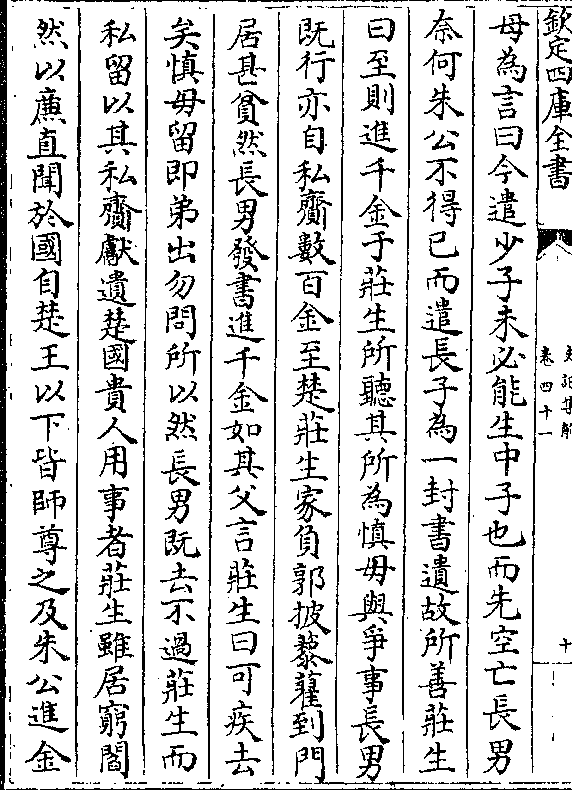 欽定四庫全書
史記集解
卷四十一
十
母為言曰今遣少子未必能生中子也而先空亡長男
奈何朱公不得已而遣長子為一封書遺故所善莊生
曰至則進千金于莊生所聽其所為慎毋與爭事長男
既行亦自私齎數百金至楚莊生家負郭披藜藋到門
居甚貧然長男發書進千金如其父言莊生曰可疾去
矣慎毋留即弟出勿問所以然長男既去不過莊生而
私留以其私齎獻遺楚國貴人用事者莊生雖居窮閻
然以廉直聞於國自楚王以下皆師尊之及朱公進金